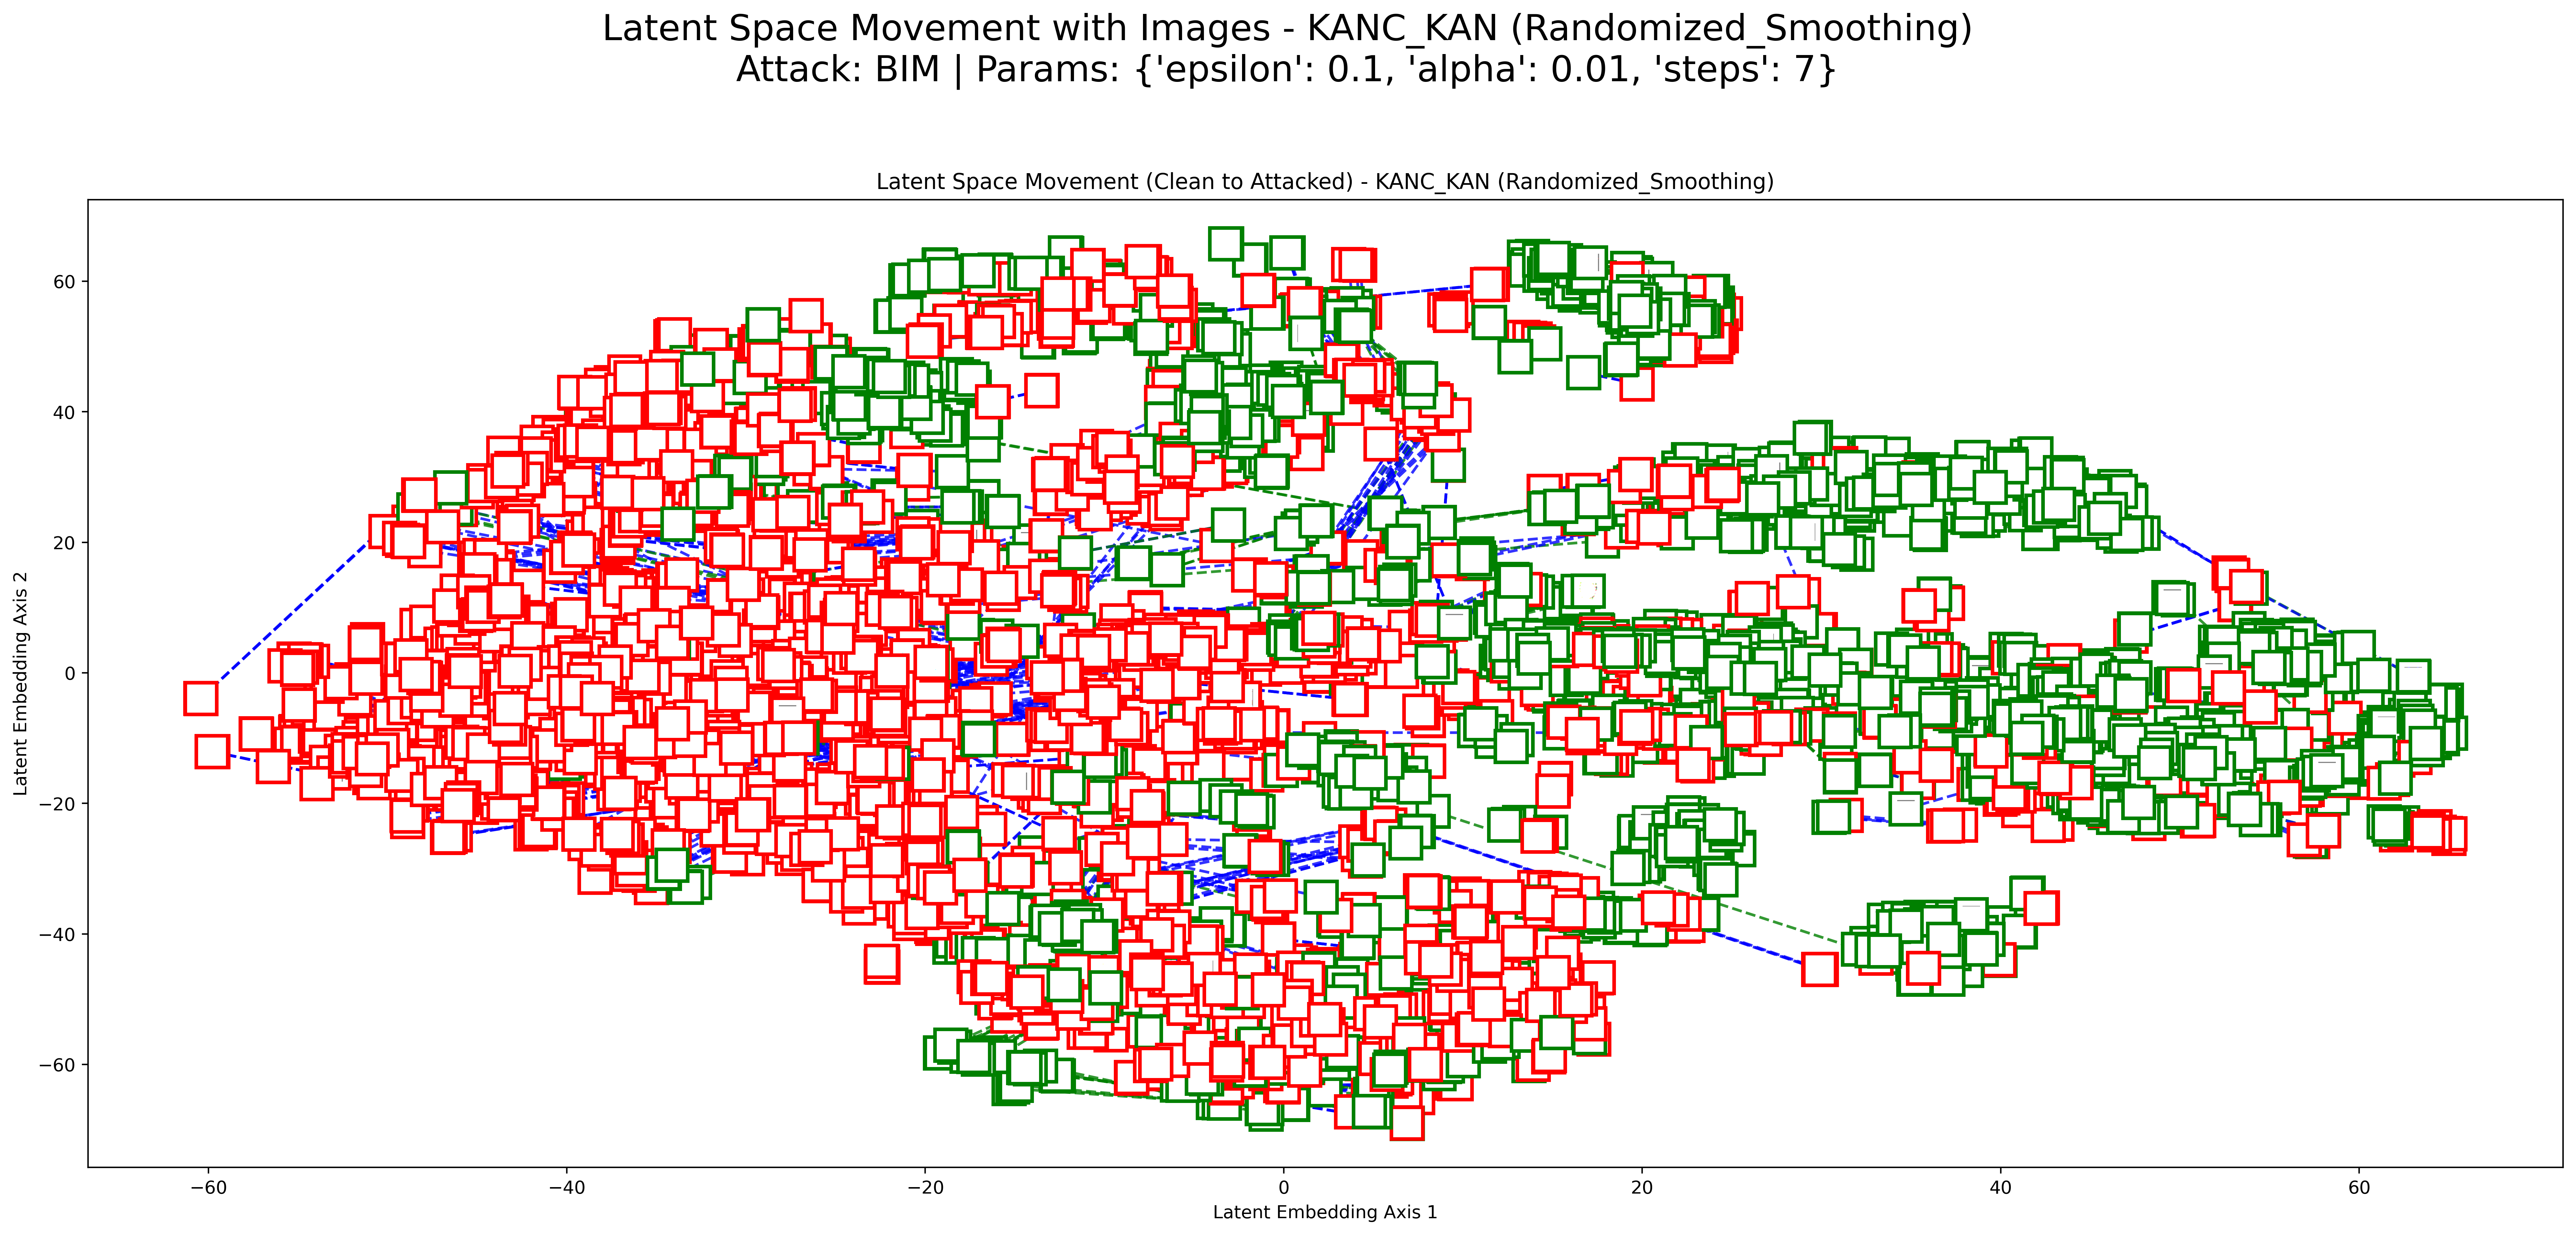 Latent Space Movement with Images - KANC_KAN (Randomized_Smoothing)
Attack: BIM | Params: {'epsilon': 0.1, 'alpha': 0.01, 'steps': 7}
Latent Space Movement (Clean to Attacked) - KANC_KAN (Randomized_Smoothing)
60
40
20
0
−20
−40
−60
Latent Embedding Axis 2
−60
−40
−20
0
20
40
60
Latent Embedding Axis 1